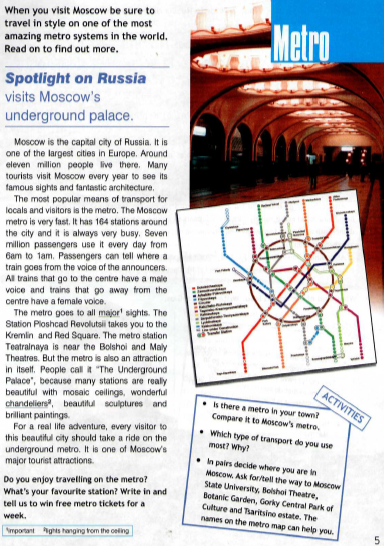 When you visit Moscow be sure to
travel in style on one of the most
amazing metro systems in the world.
Read on to find out more.
Metro
Spotlight on Russia
visits Moscow's
underground palace.
Moscow is the capital city of Russia. It is
one of the largest cities in Europe. Around
eleven million people live there. Many
tourists visit Moscow every year to see its
famous sights and fantastic architecture.
The most popular means of transport for
locals and visitors is the metro. The Moscow
metro is very fast. It has 164 stations around
the city and it is always very busy. Seven
million passengers use it every day from
6am to 1am. Passengers can tell where a
train goes from the voice of the announcers.
All trains that go to the centre have a male
voice and trains that go away from the
centre have a female voice.
The metro goes to all major¹ sights. The
Station Ploshcad Revolutsii takes you to the
Kremlin and Red Square. The metro station
Teatralnaya is near the Bolshoi and Maly
Theatres. But the metro is also an attraction
in itself. People call it "The Underground
Palace", because many stations are really
beautiful with mosaic ceilings, wonderful
chandeliers², beautiful sculptures and
brilliant paintings.
For a real life adventure, every visitor to
this beautiful city should take a ride on the
underground metro. It is one of Moscow's
major tourist attractions.
Do you enjoy travelling on the metro?
What's your favourite station? Write in and
tell us to win free metro tickets for a
week.
¹important ²lights hanging from the ceiling
ACTIVITIES
• Is there a metro in your town?
Compare it to Moscow's metro.
• Which type of transport do you use
most? Why?
• In pairs decide where you are in
Moscow. Ask for/tell the way to Moscow
State University, Bolshoi Theatre,
Botanic Garden, Gorky Central Park of
Culture and Tsaritsino estate. The
names on the metro map can help you.
5